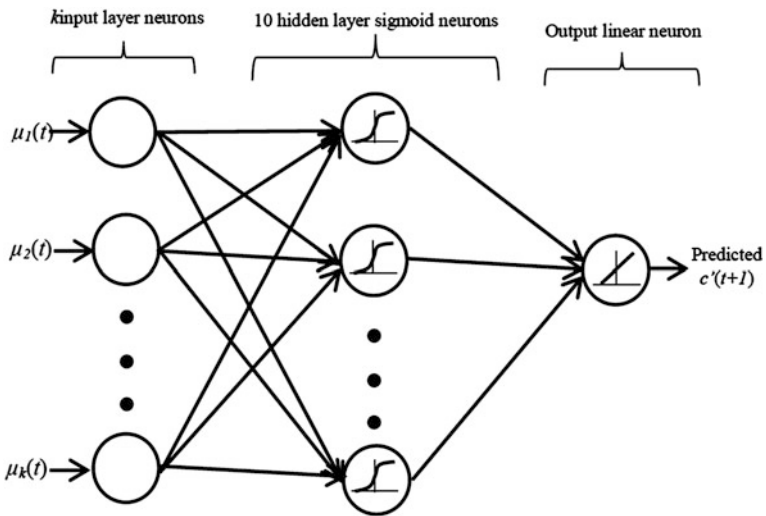 kinput layer neurons
10 hidden layer sigmoid neurons
Output linear neuron
μ1(t)
μ2(t)
μk(t)
Predicted
c'(t+1)